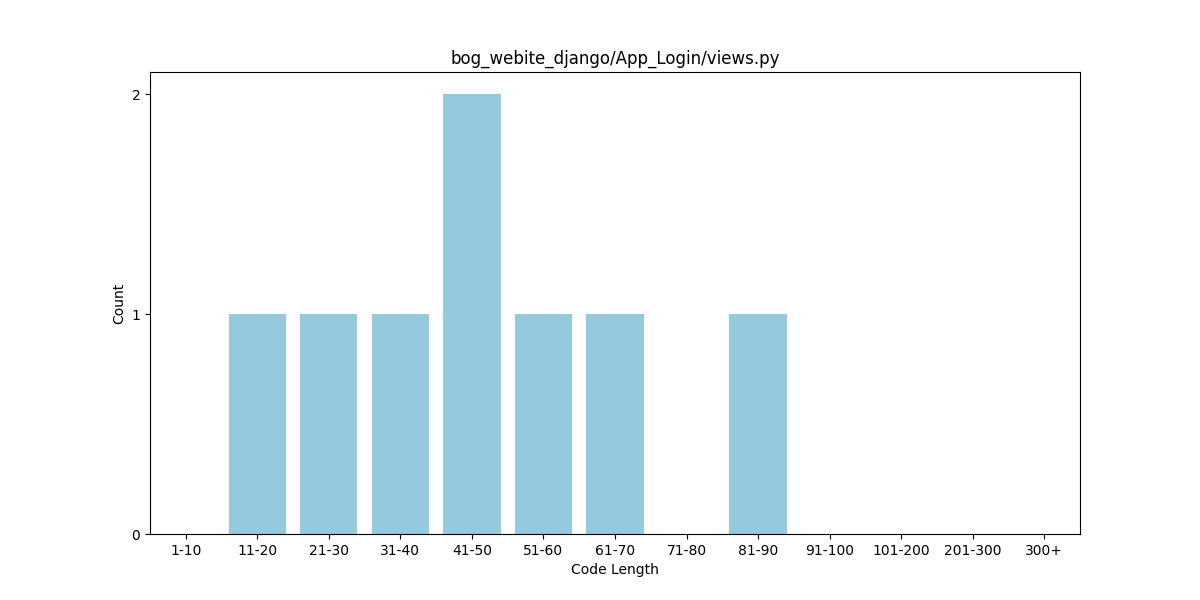 bog_webite_django/App_Login/views.py
Count
2
1
0
1-10 11-20 21-30 31-40 41-50 51-60 61-70 71-80 81-90 91-100 101-200 201-300 300+
Code Length